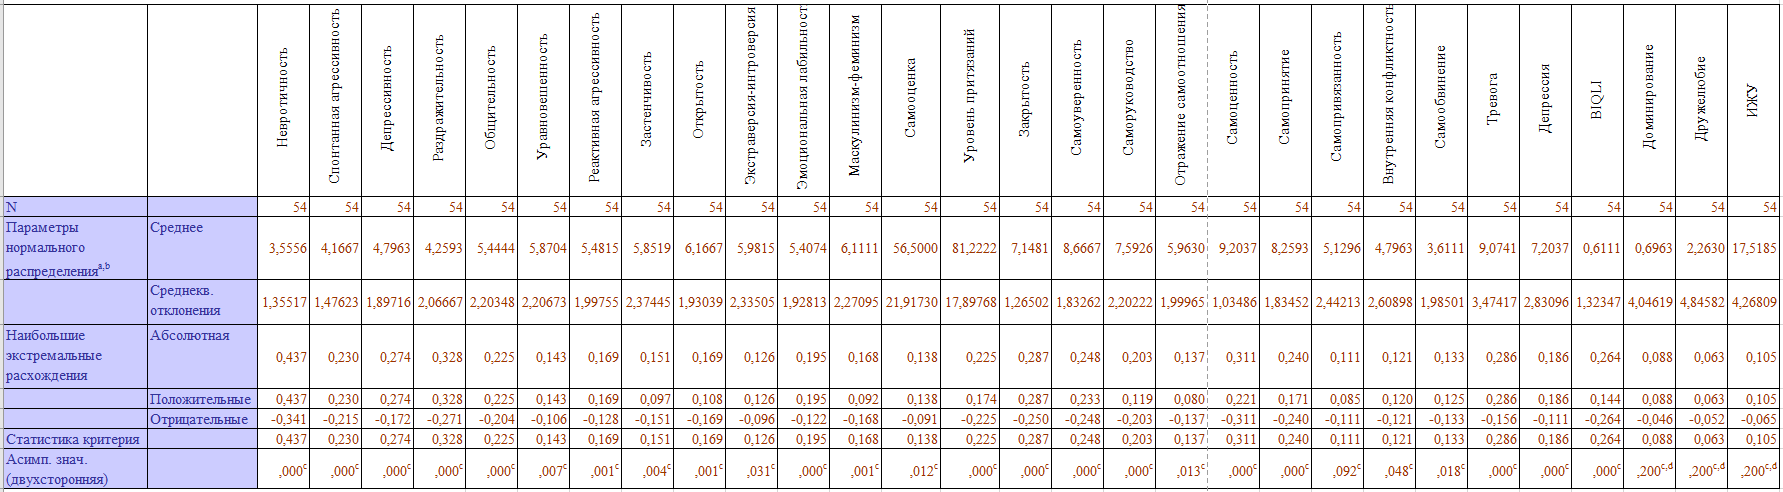 Невротичность Спонтанная агрессивность Депрессивность Раздражительность Общительность Уравновешенность Реактивная агрессивность Застенчивость Открытость Экстраверсия-интроверсия Эмоциональная лабильность Маскулинизм-феминизм Самооценка Уровень притязаний Закрытость Самоуверенность Саморуководство Отражение самоотношения Самоценность Самопринятие Самопривязанность Внутренняя конфликтность Самообвинение Тревога Депрессия BIQLI Доминирование Дружелюбие ИЖУ
N 54 54 54 54 54 54 54 54 54 54 54 54 54 54 54 54 54 54 54 54 54 54 54 54 54 54 54 54 54
Параметры Среднее
нормального 3,5556 4,1667 4,7963 4,2593 5,4444 5,8704 5,4815 5,8519 6,1667 5,9815 5,4074 6,1111 56,5000 81,2222 7,1481 8,6667 7,5926 5,9630 9,2037 8,2593 5,1296 4,7963 3,6111 9,0741 7,2037 0,6111 0,6963 2,2630 17,5185
распределения^a,b
Среднекв.
отклонения 1,35517 1,47623 1,89716 2,06667 2,20348 2,20673 1,99755 2,37445 1,93039 2,33505 1,92813 2,27095 21,91730 17,89768 1,26502 1,83262 2,20222 1,99965 1,03486 1,83452 2,44213 2,60898 1,98501 3,47417 2,83096 1,32347 4,04619 4,84582 4,26809
Наибольшие Абсолютная
экстремальные 0,437 0,230 0,274 0,328 0,225 0,143 0,169 0,151 0,169 0,126 0,195 0,168 0,138 0,225 0,287 0,248 0,203 0,137 0,311 0,240 0,111 0,121 0,133 0,286 0,186 0,264 0,088 0,063 0,105
расхождения
Положительные 0,437 0,230 0,274 0,328 0,225 0,143 0,169 0,097 0,108 0,126 0,195 0,092 0,138 0,174 0,287 0,233 0,119 0,080 0,221 0,171 0,085 0,120 0,125 0,286 0,186 0,144 0,088 0,063 0,105
Отрицательные -0,341 -0,215 -0,172 -0,271 -0,204 -0,106 -0,128 -0,151 -0,169 -0,096 -0,122 -0,168 -0,091 -0,225 -0,250 -0,248 -0,203 -0,137 -0,311 -0,240 -0,111 -0,121 -0,133 -0,156 -0,111 -0,264 -0,046 -0,052 -0,065
Статистика критерия 0,437 0,230 0,274 0,328 0,225 0,143 0,169 0,151 0,169 0,126 0,195 0,168 0,138 0,225 0,287 0,248 0,203 0,137 0,311 0,240 0,111 0,121 0,133 0,286 0,186 0,264 0,088 0,063 0,105
Асимп. знач. ,000^c ,000^c ,000^c ,000^c ,000^c ,007^c ,001^c ,004^c ,001^c ,031^c ,000^c ,001^c ,012^c ,000^c ,000^c ,000^c ,000^c ,013^c ,000^c ,000^c ,092^c ,048^c ,018^c ,000^c ,000^c ,000^c ,200^c,d ,200^c,d ,200^c,d
(двухсторонняя)